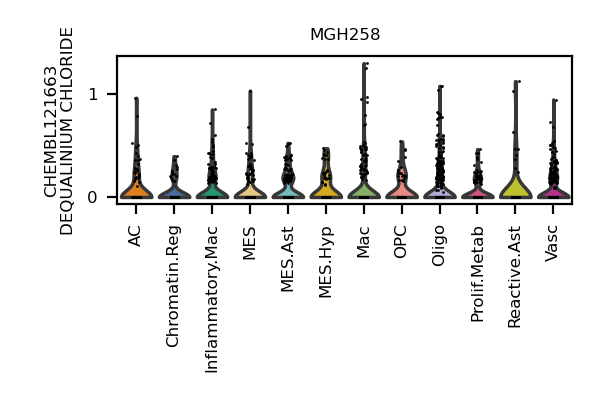 MGH258
CHEMBL121663
DEQUALINIUM CHLORIDE
1
0
AC
Chromatin.Reg
Inflammatory.Mac
MES
MES.Ast
MES.Hyp
Mac
OPC
Oligo
Prolif.Metab
Reactive.Ast
Vasc